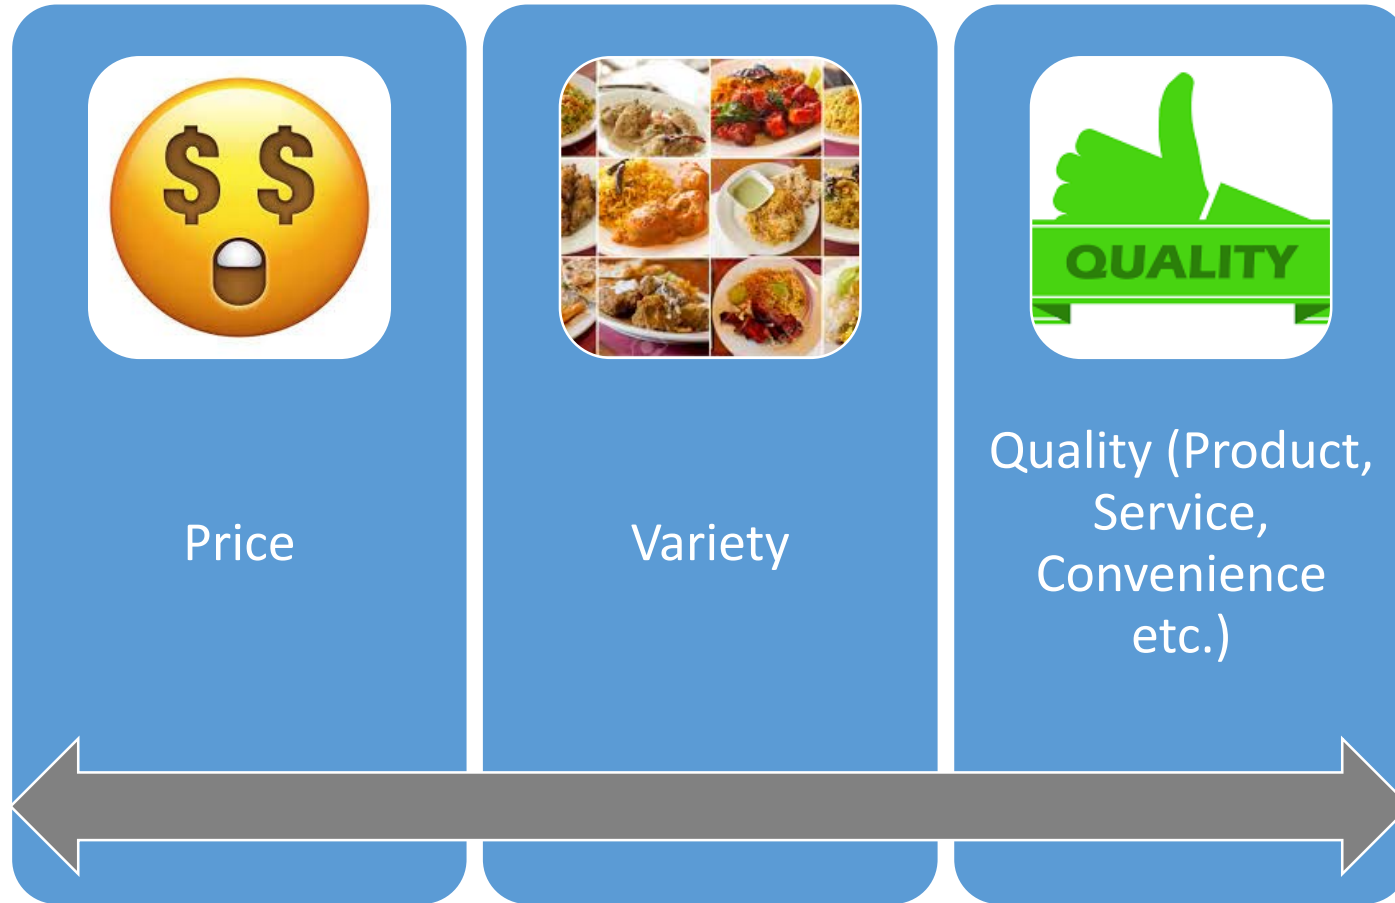 $ $
QUALITY
Price
Variety
Quality (Product,
Service,
Convenience
etc.)